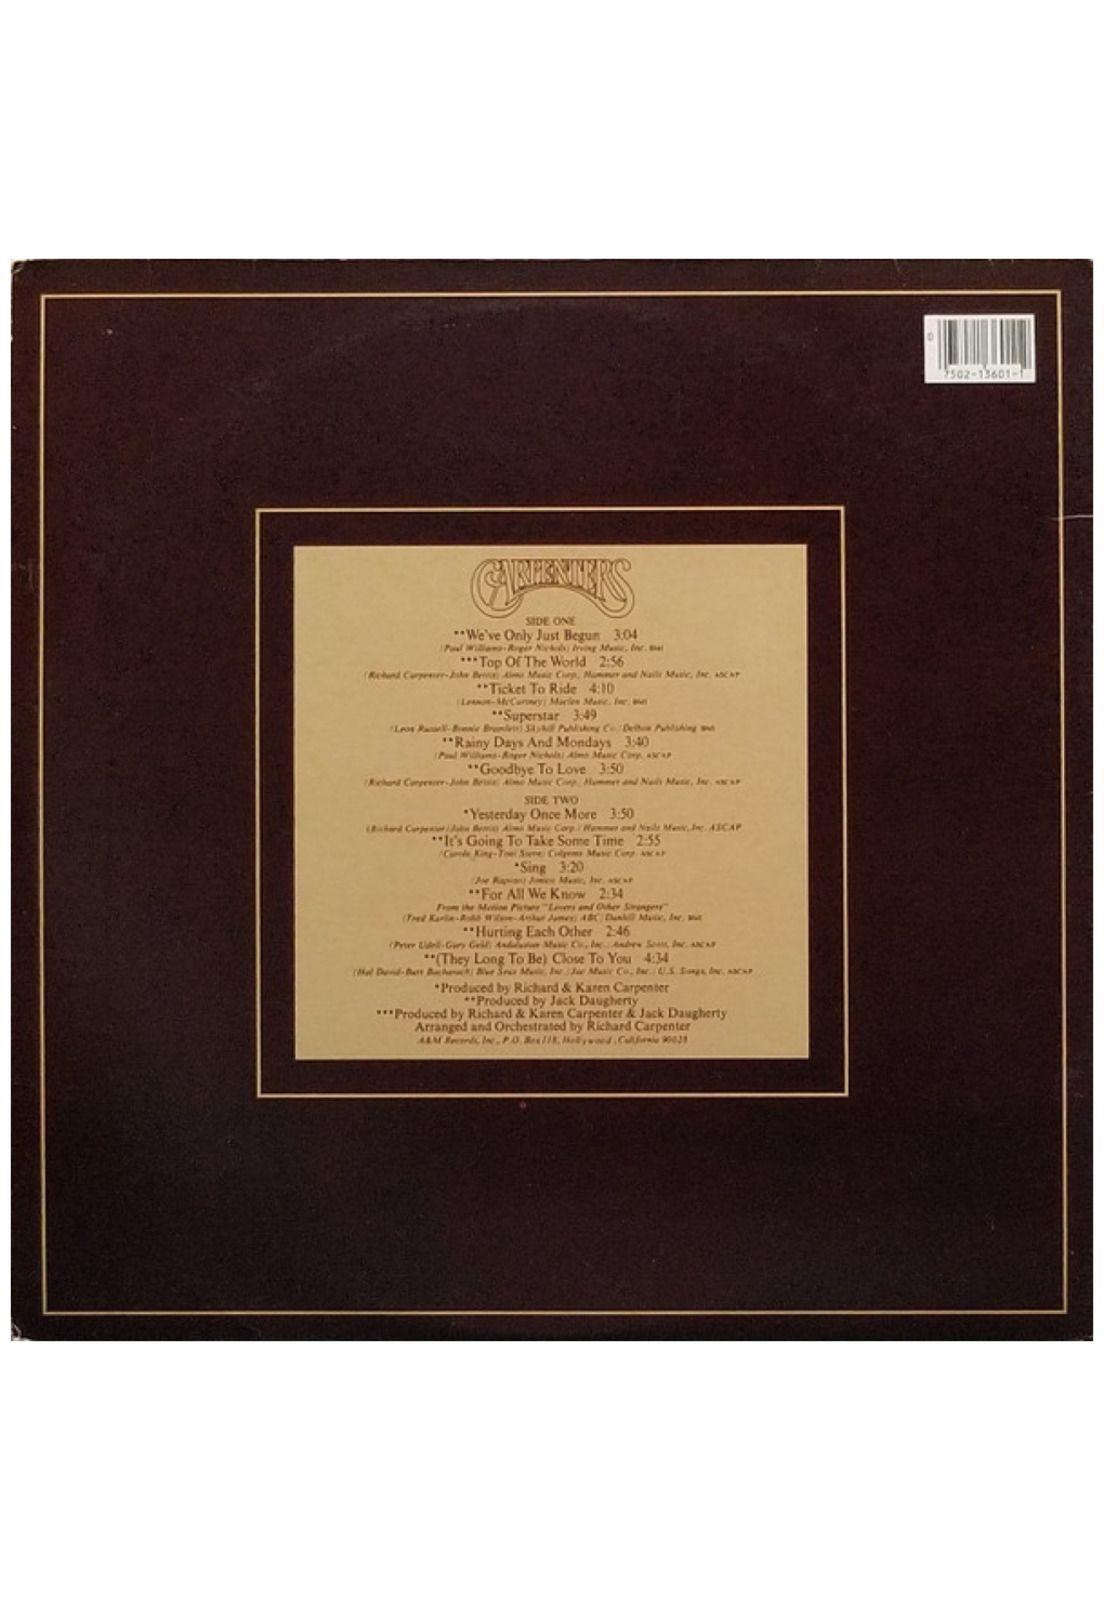 0
7502-13601-1
CARPENTERS
SIDE ONE
**We've Only Just Begun 3:04
(Paul Williams-Roger Nichols) Irving Music, Inc. BMI
***Top Of The World 2:56
(Richard Carpenter-John Bettis) Almo Music Corp./ Hammer and Nails Music, Inc. ASCAP
**Ticket To Ride 4:10
(Lennon-McCartney) Maclen Music, Inc. BMI
**Superstar 3:49
(Leon Russell-Bonnie Bramlett) Skyhill Publishing Co./ Delbon Publishing BMI
**Rainy Days And Mondays 3:40
(Paul Williams-Roger Nichols) Almo Music Corp. ASCAP
**Goodbye To Love 3:50
(Richard Carpenter-John Bettis) Almo Music Corp./ Hammer and Nails Music, Inc. ASCAP
SIDE TWO
*Yesterday Once More 3:50
(Richard Carpenter/John Bettis) Almo Music Corp./ Hammer and Nails Music, Inc. ASCAP
**It's Going To Take Some Time 2:55
(Carole King-Toni Stern) Colgems Music Corp. ASCAP
*Sing 3:20
(Joe Raposo) Jonico Music, Inc. ASCAP
**For All We Know 2:34
From the Motion Picture "Lovers and Other Strangers"
(Fred Karlin-Robb Wilson-Arthur James) ABC/ Dunhill Music, Inc. BMI
**Hurting Each Other 2:46
(Peter Udell-Gary Geld) Andalusian Music Co., Inc./ Andrew Scott, Inc. ASCAP
**(They Long To Be) Close To You 4:34
(Hal David-Burt Bacharach) Blue Seas Music, Inc./ Jac Music Co., Inc./ U.S. Songs, Inc. ASCAP
*Produced by Richard & Karen Carpenter
**Produced by Jack Daugherty
***Produced by Richard & Karen Carpenter & Jack Daugherty
Arranged and Orchestrated by Richard Carpenter
A&M Records, Inc., P.O. Box 118, Hollywood, California 90028